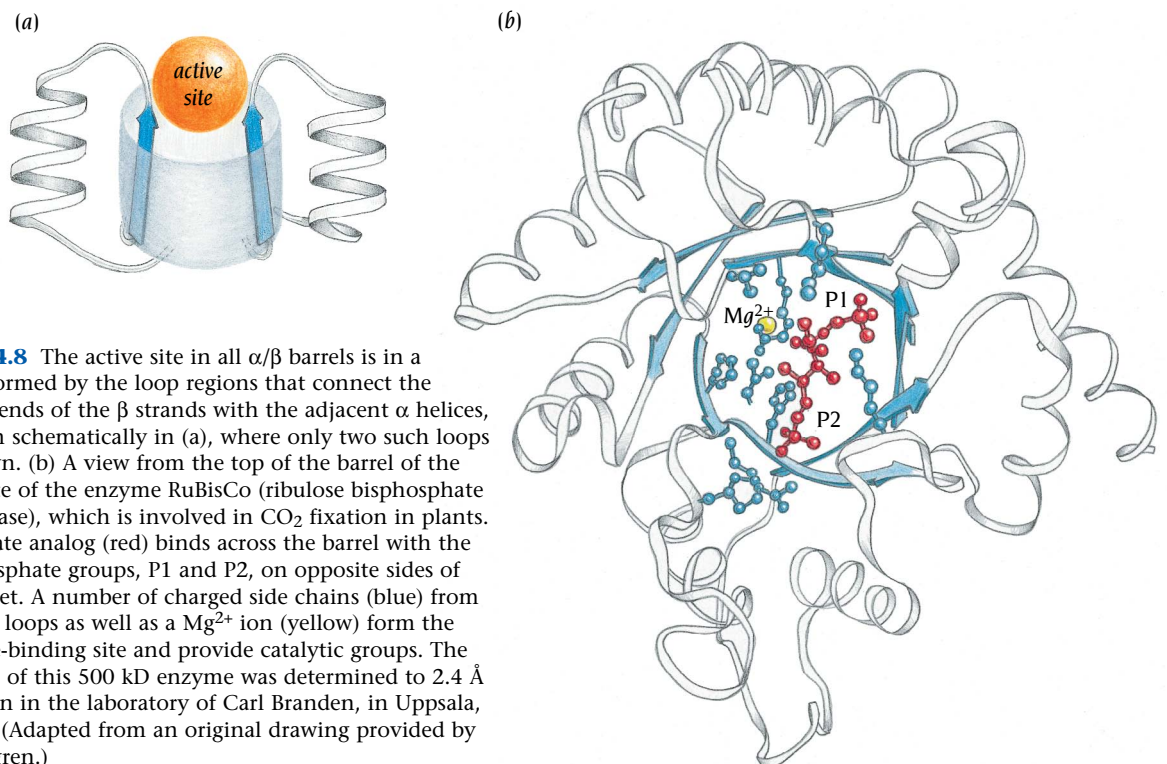 (a)
active
site
(b)
Mg2+
P1
P2
4.8 The active site in all α/β barrels is in a
ormed by the loop regions that connect the
ends of the β strands with the adjacent α helices,
n schematically in (a), where only two such loops
n. (b) A view from the top of the barrel of the
e of the enzyme RuBisCo (ribulose bisphosphate
ase), which is involved in CO2 fixation in plants.
ate analog (red) binds across the barrel with the
sphate groups, P1 and P2, on opposite sides of
et. A number of charged side chains (blue) from
loops as well as a Mg2+ ion (yellow) form the
-binding site and provide catalytic groups. The
of this 500 kD enzyme was determined to 2.4 Å
n in the laboratory of Carl Branden, in Uppsala,
(Adapted from an original drawing provided by
gren.)